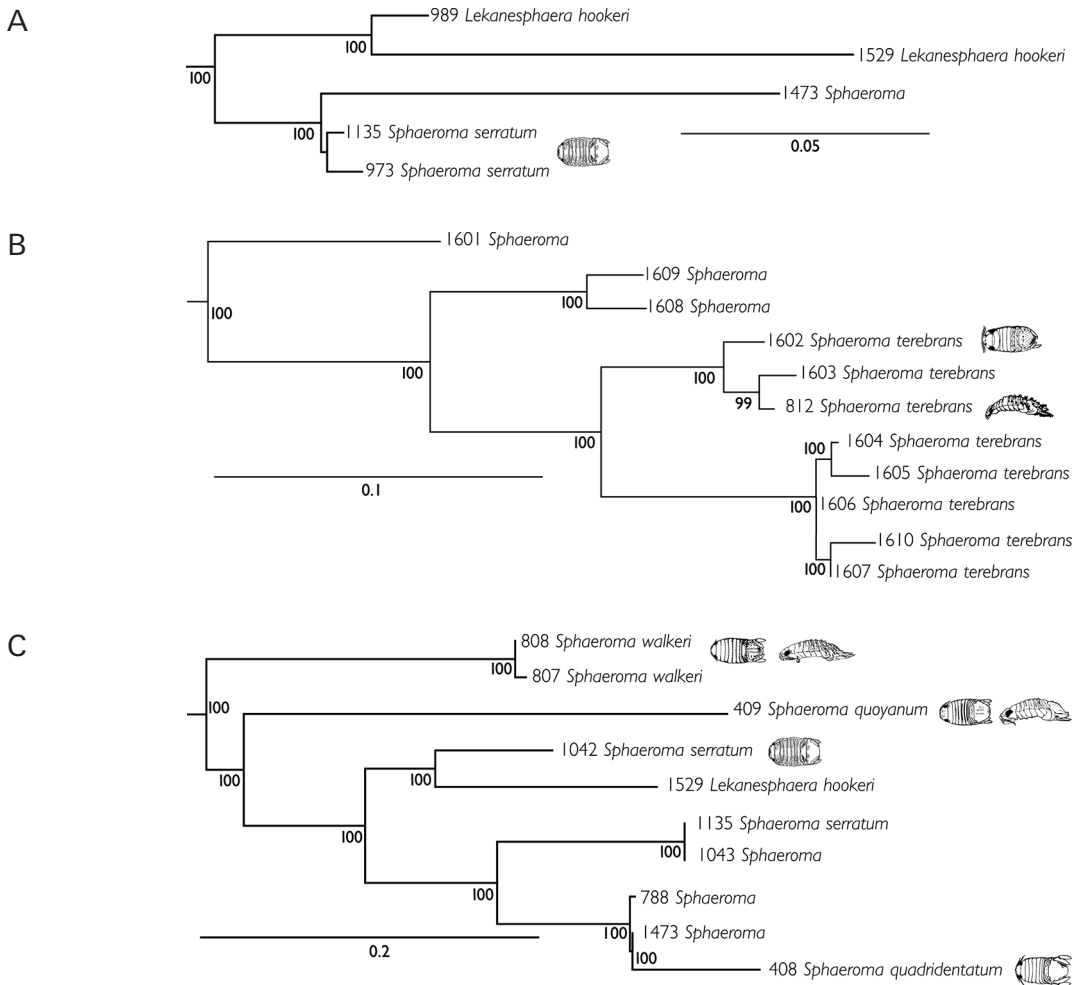 A
989 Lekanesphaera hookeri
100
1529 Lekanesphaera hookeri
100
1473 Sphaeroma
100
1135 Sphaeroma serratum
0.05
973 Sphaeroma serratum
B
1601 Sphaeroma
1609 Sphaeroma
100
1608 Sphaeroma
100
1602 Sphaeroma terebrans
100
100
1603 Sphaeroma terebrans
99
812 Sphaeroma terebrans
100
100
1604 Sphaeroma terebrans
1605 Sphaeroma terebrans
0.1
100
1606 Sphaeroma terebrans
1610 Sphaeroma terebrans
100
1607 Sphaeroma terebrans
C
808 Sphaeroma walkeri
100
807 Sphaeroma walkeri
100
409 Sphaeroma quoyanum
1042 Sphaeroma serratum
100
100
1529 Lekanesphaera hookeri
1135 Sphaeroma serratum
100
100
1043 Sphaeroma
100
788 Sphaeroma
100
1473 Sphaeroma
0.2
100
408 Sphaeroma quadridentatum